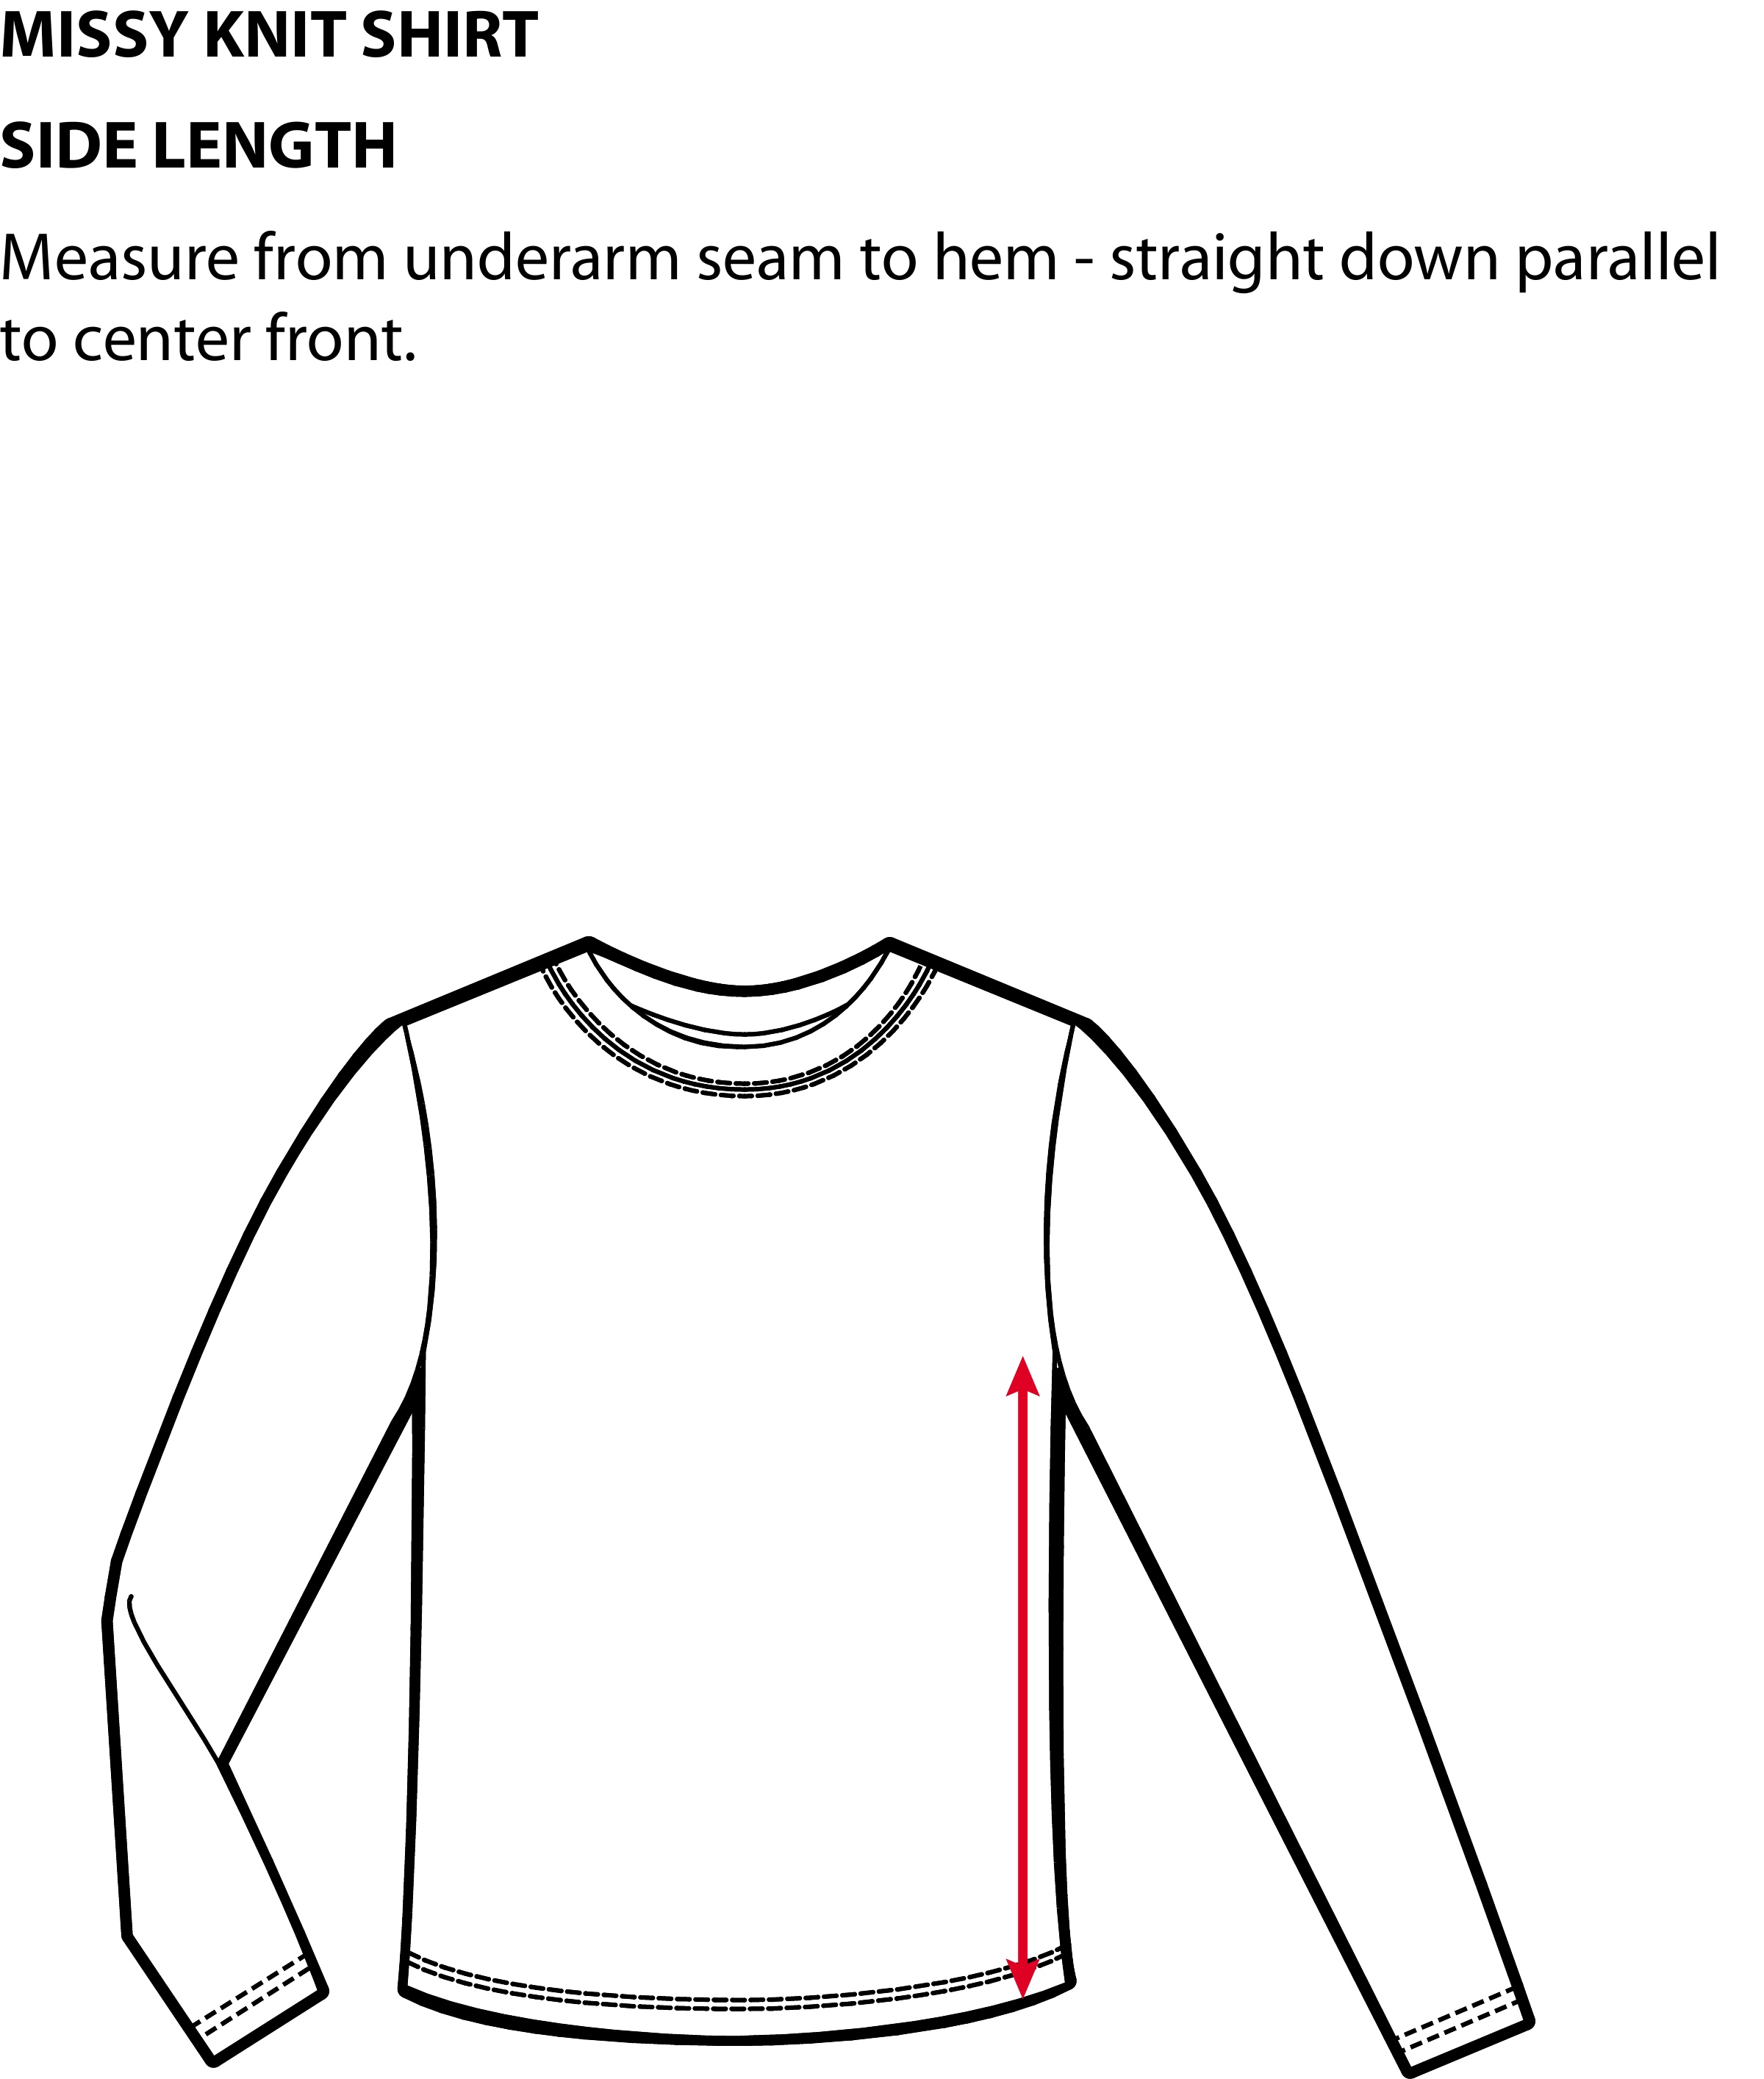 MISSY KNIT SHIRT
SIDE LENGTH
Measure from underarm seam to hem - straight down parallel
to center front.